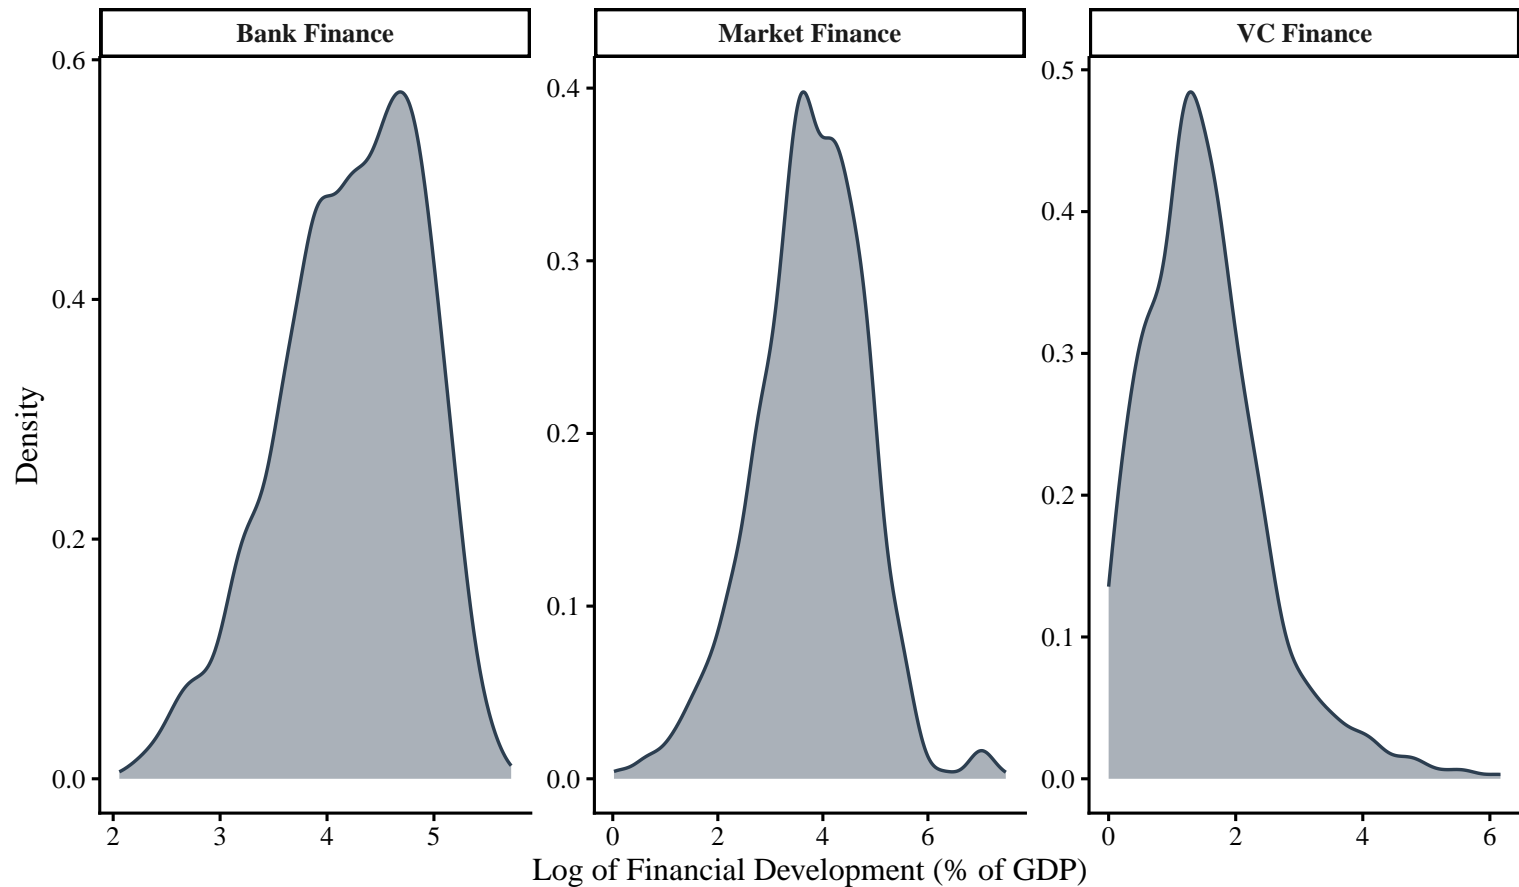 Bank Finance
Market Finance
VC Finance
Density
0.6
0.4
0.2
0.0
2 3 4 5
0.4
0.3
0.2
0.1
0.0
0 2 4 6
0.5
0.4
0.3
0.2
0.1
0.0
0 2 4 6
Log of Financial Development (% of GDP)